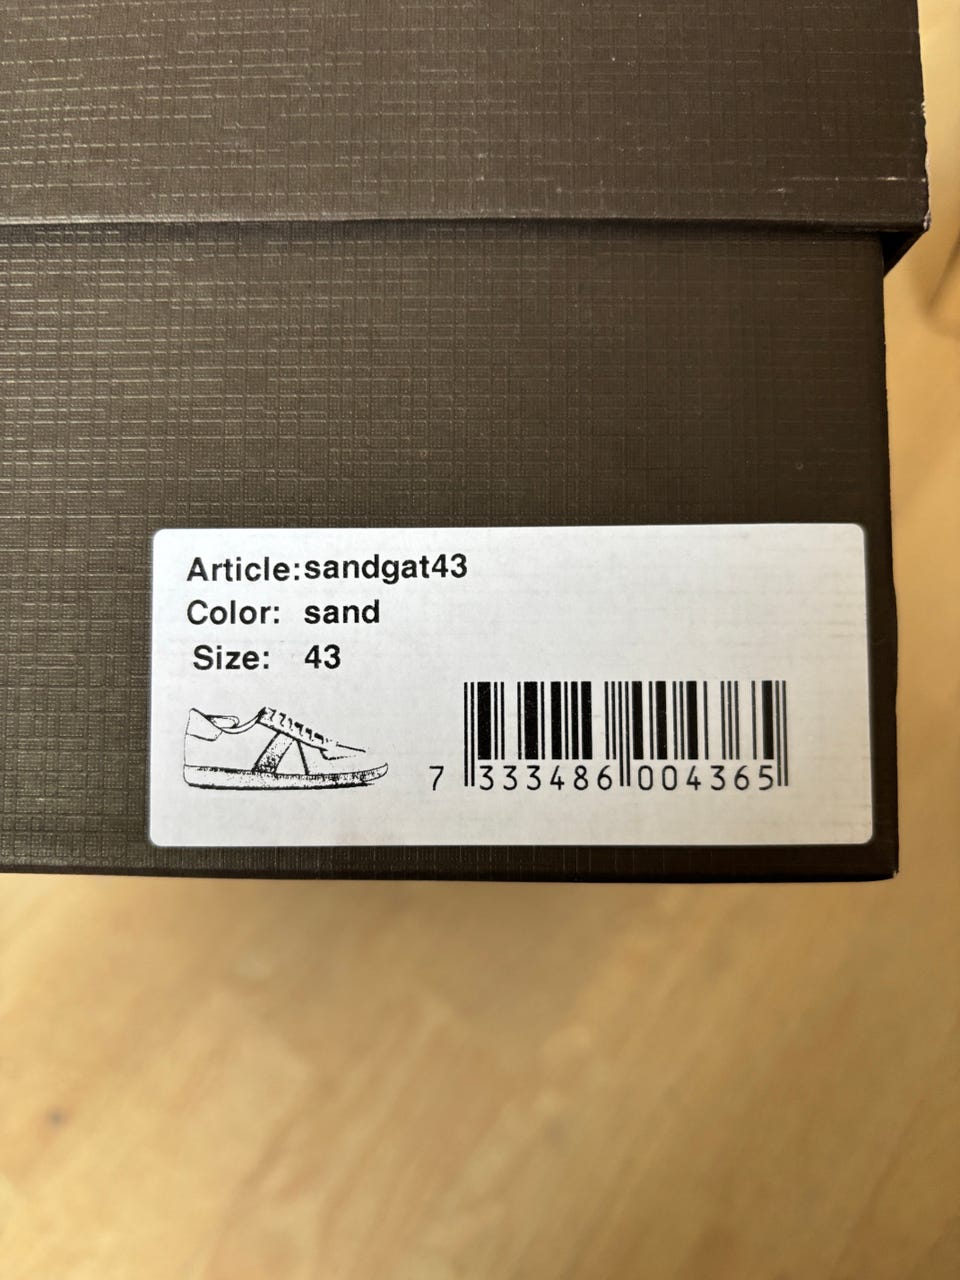 Article:sandgat43
Color: sand
Size: 43
7 333486 004365